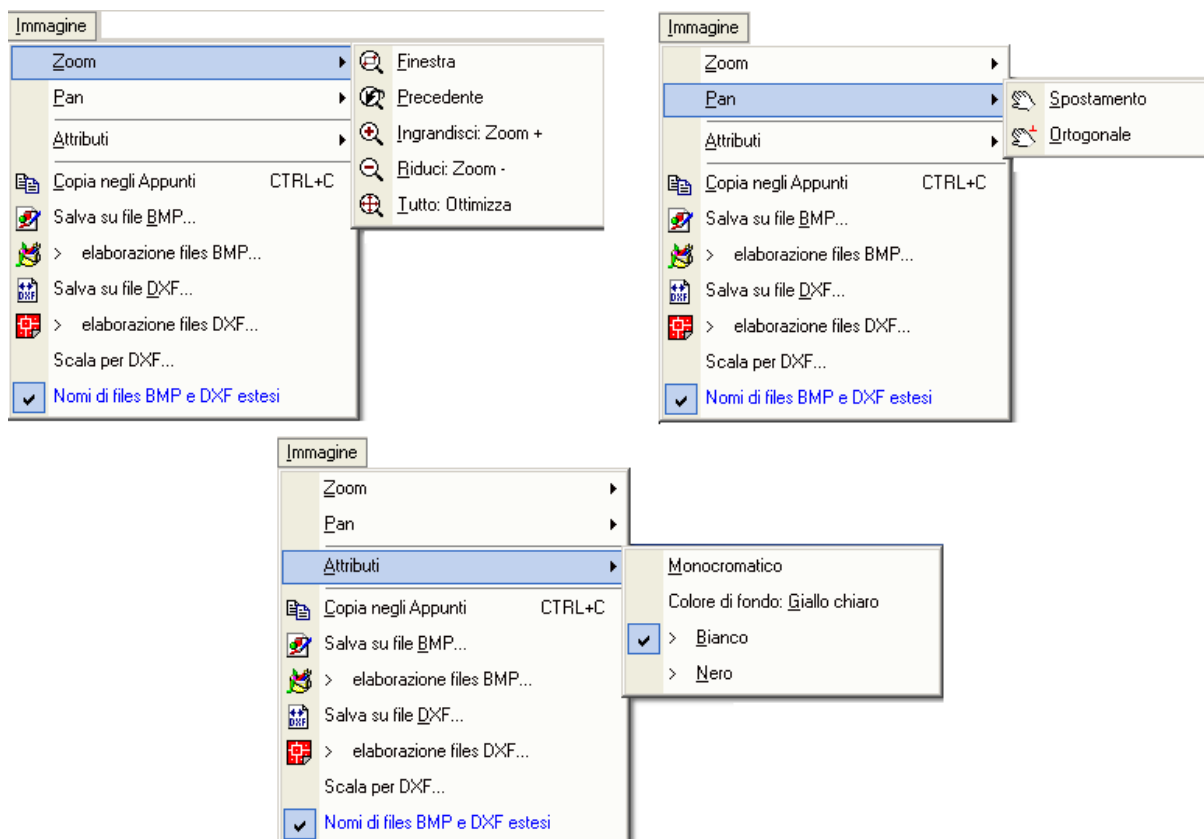 Immagine
Zoom
Pan
Attributi
Copia negli Appunti CTRL+C
Salva su file BMP...
> elaborazione files BMP...
Salva su file DXF...
> elaborazione files DXF...
Scala per DXF...
Nomi di files BMP e DXF estesi
Finestra
Precedente
Ingrandisci: Zoom +
Riduci: Zoom -
Tutto: Ottimizza
Immagine
Zoom
Pan
Attributi
Copia negli Appunti CTRL+C
Salva su file BMP...
> elaborazione files BMP...
Salva su file DXF...
> elaborazione files DXF...
Scala per DXF...
Nomi di files BMP e DXF estesi
Spostamento
Ortogonale
Immagine
Zoom
Pan
Attributi
Copia negli Appunti CTRL+C
Salva su file BMP...
> elaborazione files BMP...
Salva su file DXF...
> elaborazione files DXF...
Scala per DXF...
Nomi di files BMP e DXF estesi
Monocromatico
Colore di fondo: Giallo chiaro
> Bianco
> Nero